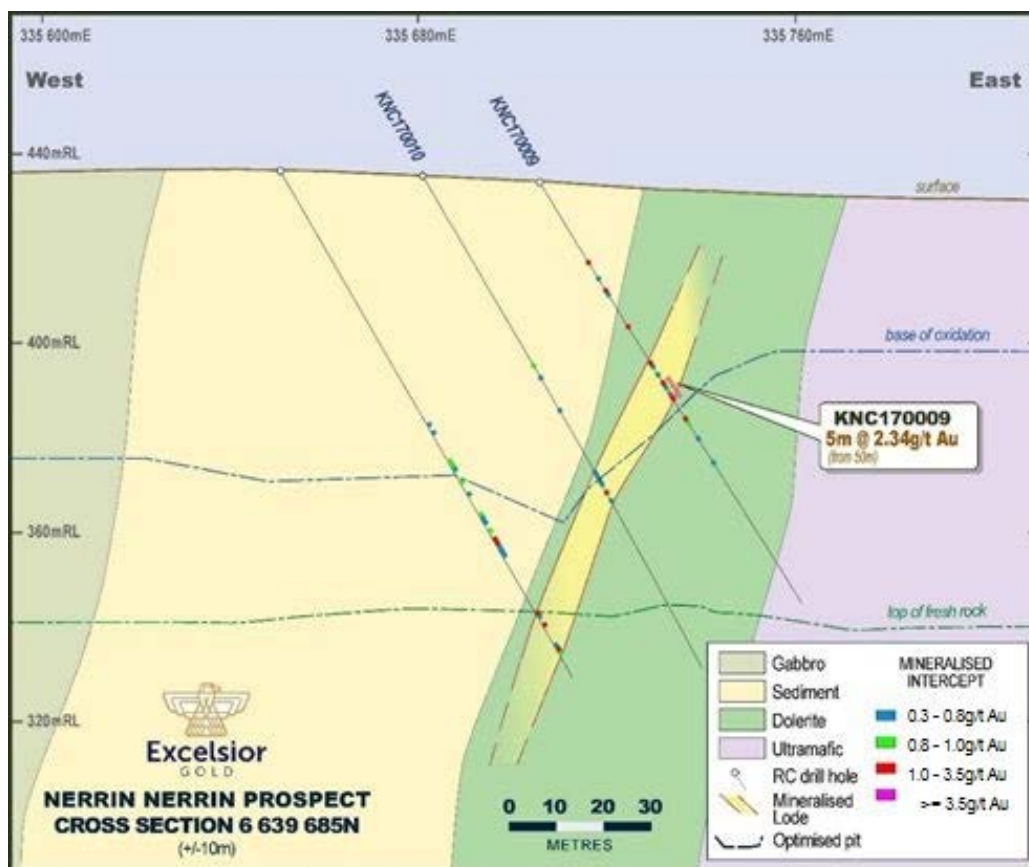 335 600mE
335 680mE
335 760mE
West
East
KNC170010
KNC170009
440mRL
surface
400mRL
base of oxidation
KNC170009
5m @ 2.34g/t Au
(from 50m)
360mRL
top of fresh rock
320mRL
Excelsior
GOLD
NERRIN NERRIN PROSPECT
CROSS SECTION 6 639 685N
(+/-10m)
0 10 20 30
METRES
Gabbro
Sediment
Dolerite
Ultramafic
RC drill hole
Mineralised
Lode
Optimised pit
MINERALISED
INTERCEPT
0.3 - 0.8g/t Au
0.8 - 1.0g/t Au
1.0 - 3.5g/t Au
>= 3.5g/t Au